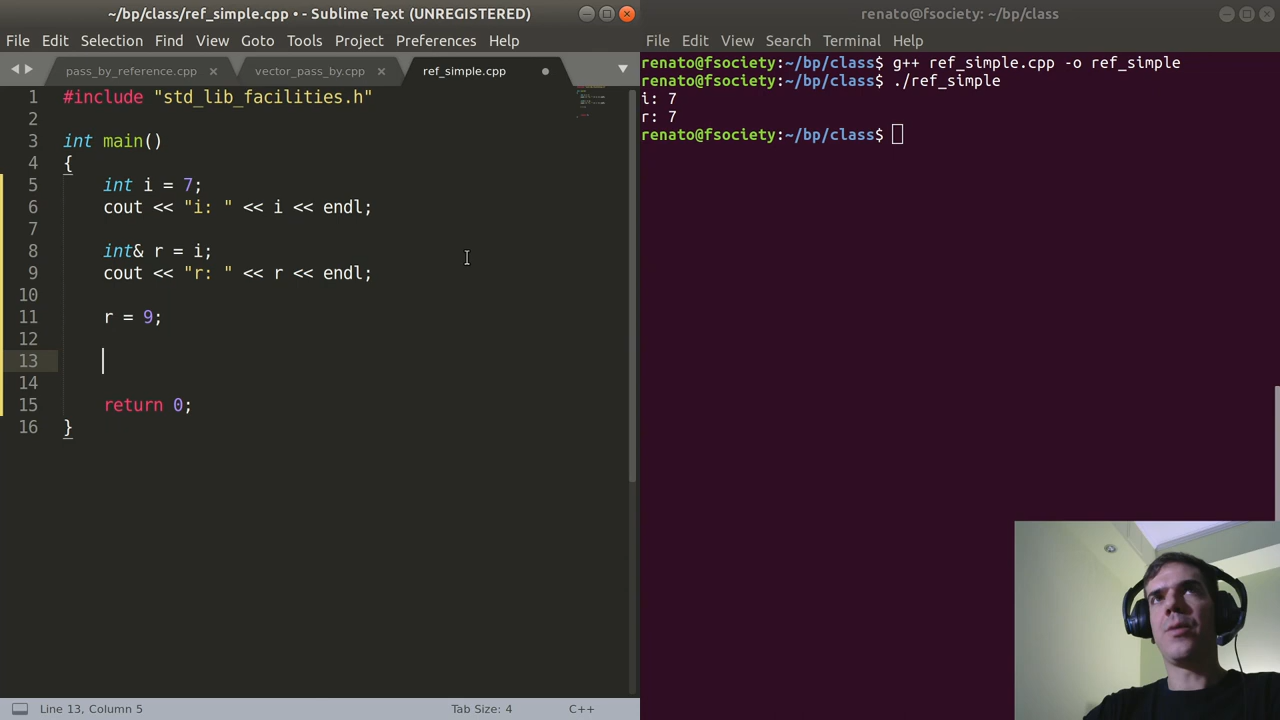 ~/bp/class/ref_simple.cpp • - Sublime Text (UNREGISTERED)
File Edit Selection Find View Goto Tools Project Preferences Help
pass_by_reference.cpp vector_pass_by.cpp ref_simple.cpp
1 #include "std_lib_facilities.h"
2
3 int main()
4 {
5 int i = 7;
6 cout << "i: " << i << endl;
7
8 int& r = i;
9 cout << "r: " << r << endl;
10
11 r = 9;
12
13
14
15 return 0;
16 }
Line 13, Column 5 Tab Size: 4 C++
renato@fsociety: ~/bp/class
File Edit View Search Terminal Help
renato@fsociety:~/bp/class$ g++ ref_simple.cpp -o ref_simple
renato@fsociety:~/bp/class$ ./ref_simple
i: 7
r: 7
renato@fsociety:~/bp/class$